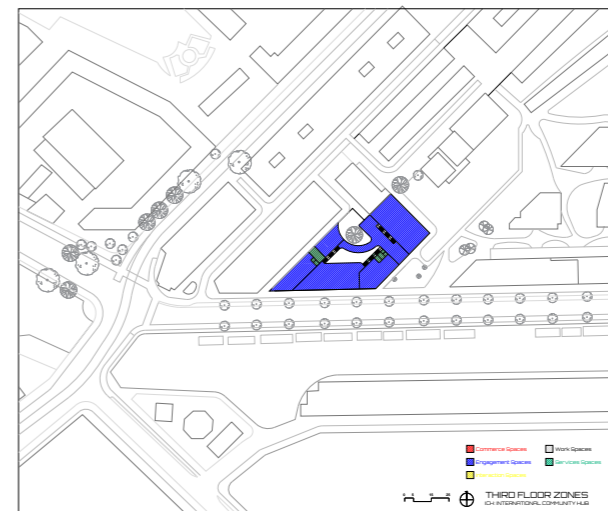 Commerce Spaces
Work Spaces
Engagement Spaces
Services Spaces
THIRD FLOOR ZONES
ICH: INTERNATIONAL COMMUNITY HUB